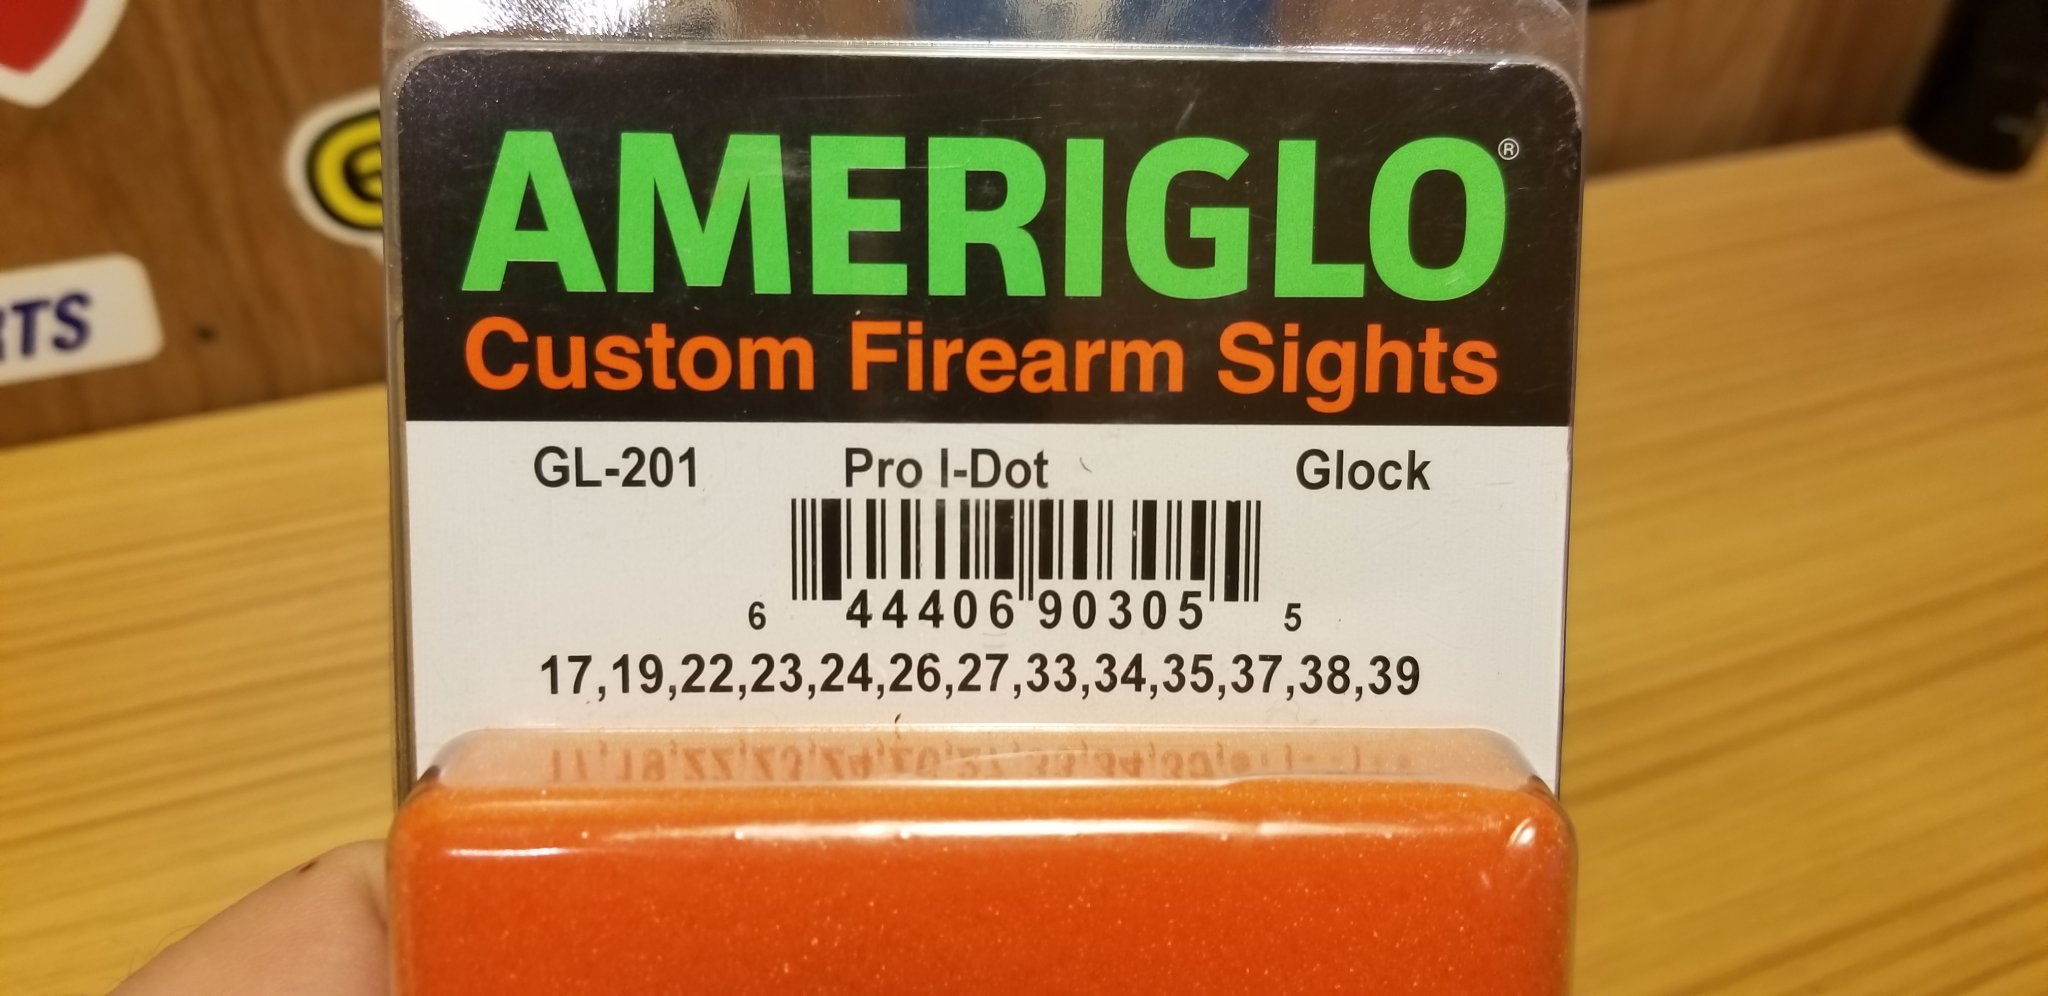 AMERIGLO®
Custom Firearm Sights
GL-201 Pro I-Dot Glock
6 44406 90305 5
17,19,22,23,24,26,27,33,34,35,37,38,39
RTS